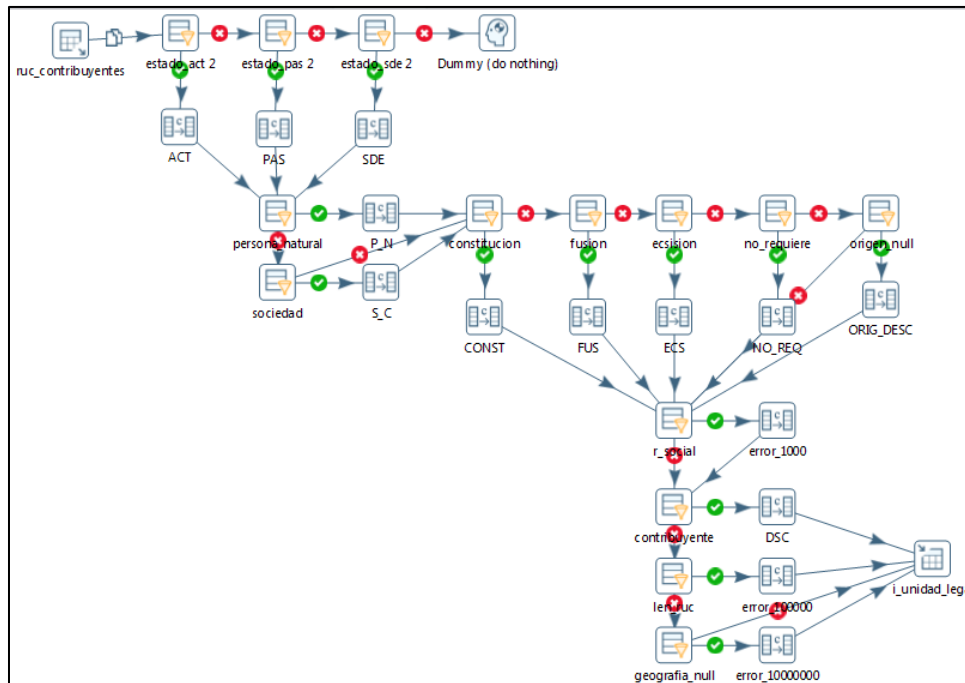 ruc_contribuyentes
estado_act 2
estado_pas 2
estado_sde 2
Dummy (do nothing)
ACT
PAS
SDE
persona_natural
P_N
constitucion
fusion
ecsision
no_requiere
origen_null
sociedad
S_C
CONST
FUS
ECS
NO_REQ
ORIG_DESC
r_social
error_1000
contribuyente
DSC
i_unidad_lega
len_ruc
error_100000
geografia_null
error_10000000